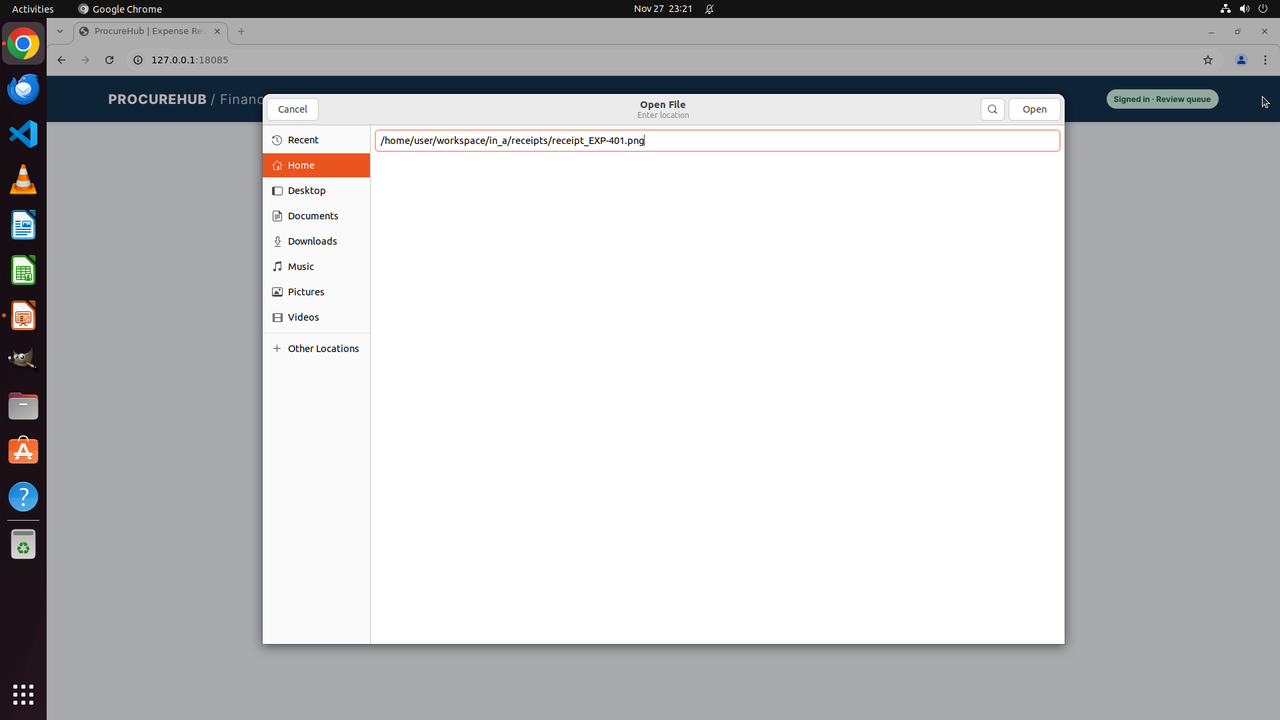 Activities
Google Chrome
Nov 27 23:21
ProcureHub | Expense Re
127.0.0.1:18085
PROCUREHUB / Financ
Signed in · Review queue
Cancel
Open File
Enter location
Open
Recent
/home/user/workspace/in_a/receipts/receipt_EXP-401.png
Home
Desktop
Documents
Downloads
Music
Pictures
Videos
Other Locations